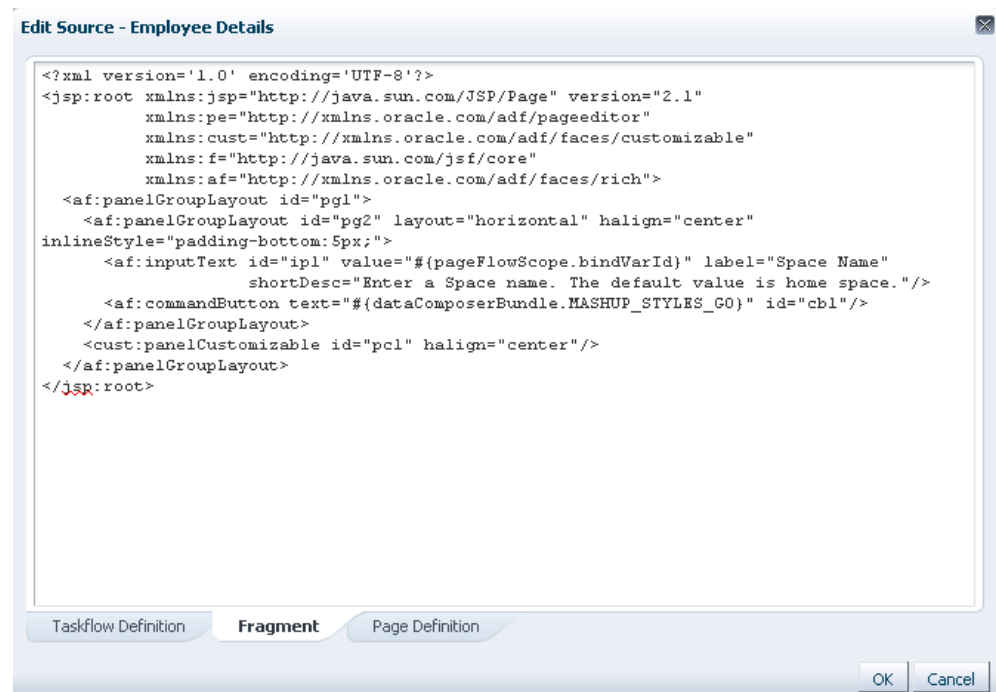 Edit Source - Employee Details
<?xml version='1.0' encoding='UTF-8'?>
<jsp:root xmlns:jsp="http://java.sun.com/JSP/Page" version="2.1"
xmlns:pe="http://xmlns.oracle.com/adf/pageeditor"
xmlns:cust="http://xmlns.oracle.com/adf/faces/customizable"
xmlns:f="http://java.sun.com/jsf/core"
xmlns:af="http://xmlns.oracle.com/adf/faces/rich">
<af:panelGroupLayout id="pgl">
<af:panelGroupLayout id="pg2" layout="horizontal" halign="center"
inlineStyle="padding-bottom:5px;">
<af:inputText id="ip1" value="#{pageFlowScope.bindVarId}" label="Space Name"
shortDesc="Enter a Space name. The default value is home space."/>
<af:commandButton text="#{dataComposerBundle.MASHUP_STYLES_GO}" id="cb1"/>
</af:panelGroupLayout>
<cust:panelCustomizable id="pc1" halign="center"/>
</af:panelGroupLayout>
</jsp:root>
Taskflow Definition Fragment Page Definition
OK Cancel